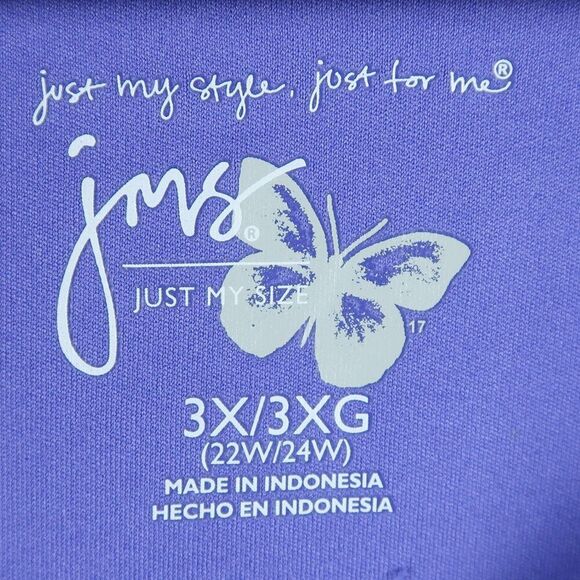 just my style. just for me®
jms®
JUST MY SIZE
17
3X/3XG
(22W/24W)
MADE IN INDONESIA
HECHO EN INDONESIA